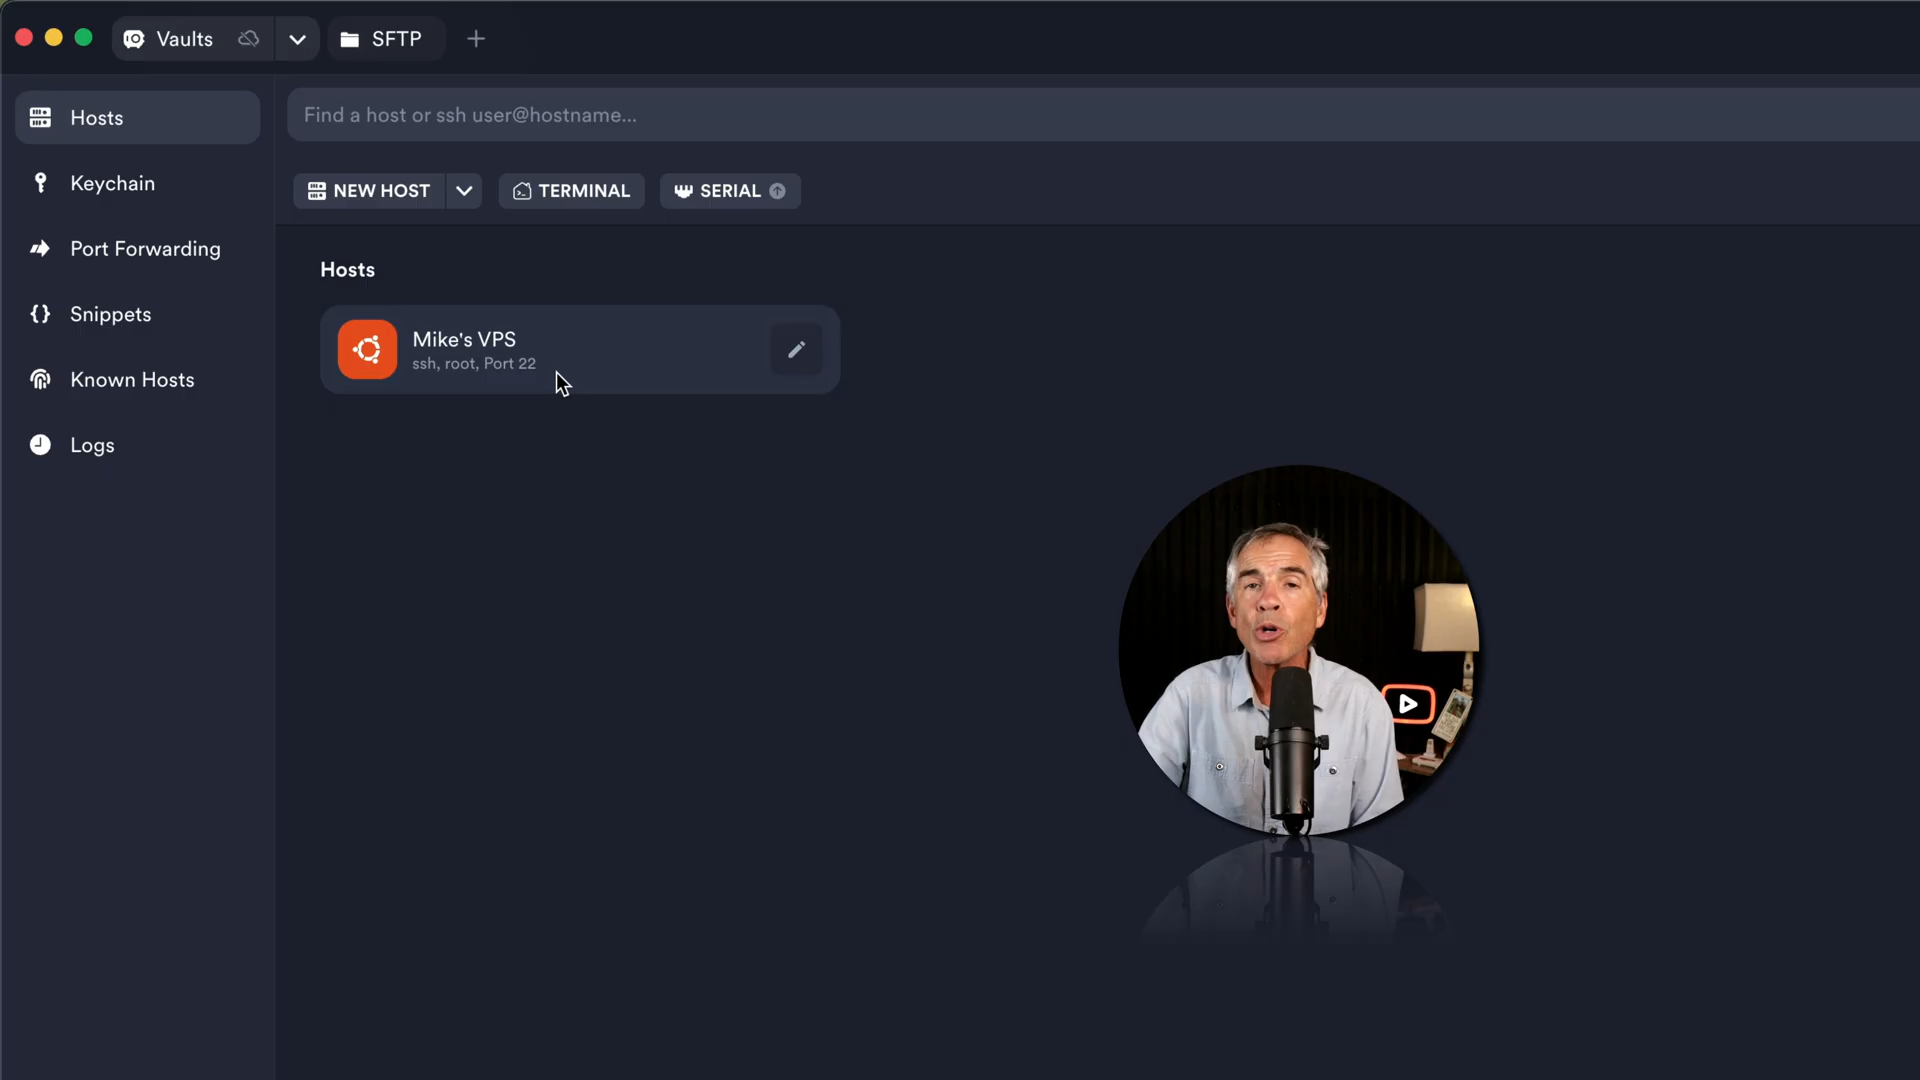 Vaults
SFTP
Hosts
Find a host or ssh user@hostname...
Keychain
NEW HOST
TERMINAL
SERIAL
Port Forwarding
Hosts
Snippets
Mike's VPS
ssh, root, Port 22
Known Hosts
Logs